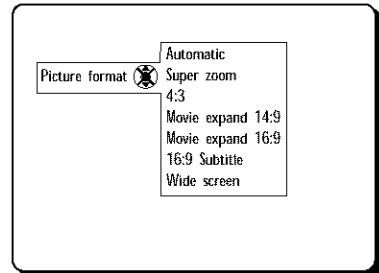 Picture format
Automatic
Super zoom
4:3
Movie expand 14:9
Movie expand 16:9
16:9 Subtitle
Wide screen